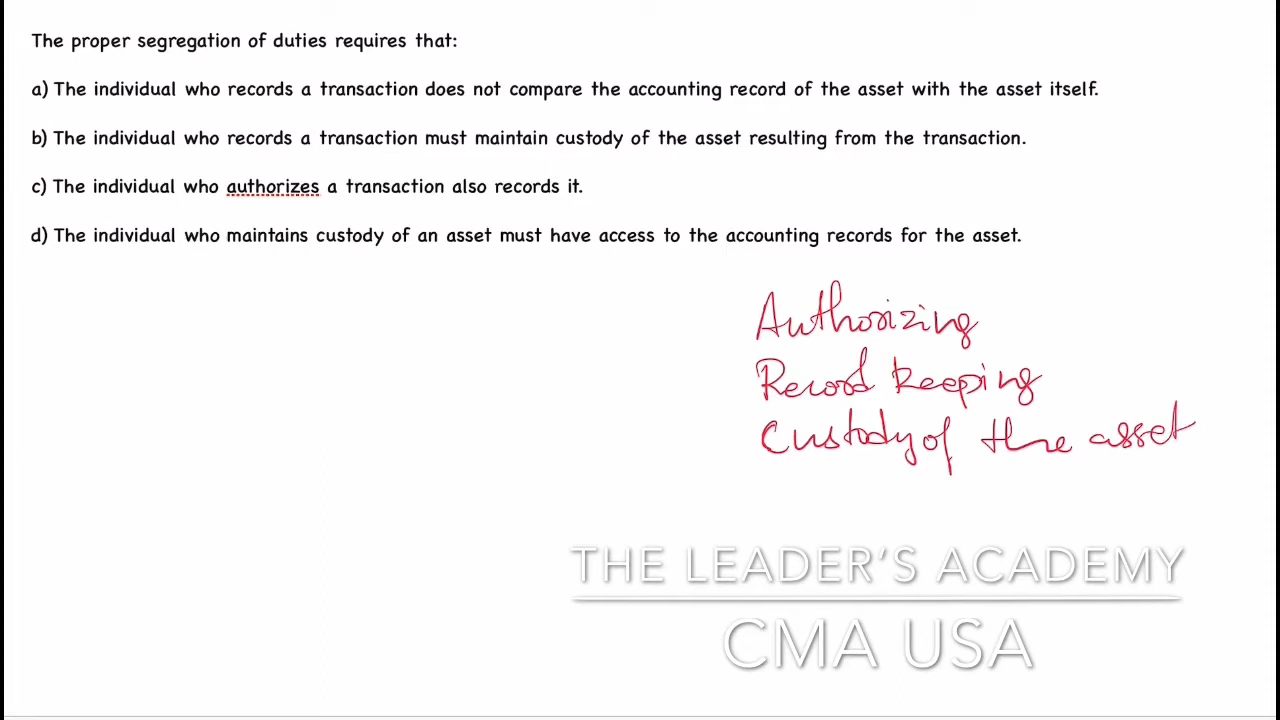 The proper segregation of duties requires that:
a) The individual who records a transaction does not compare the accounting record of the asset with the asset itself.
b) The individual who records a transaction must maintain custody of the asset resulting from the transaction.
c) The individual who authorizes a transaction also records it.
d) The individual who maintains custody of an asset must have access to the accounting records for the asset.
Authorizing
Record keeping
Custody of the asset
THE LEADER'S ACADEMY
CMA USA